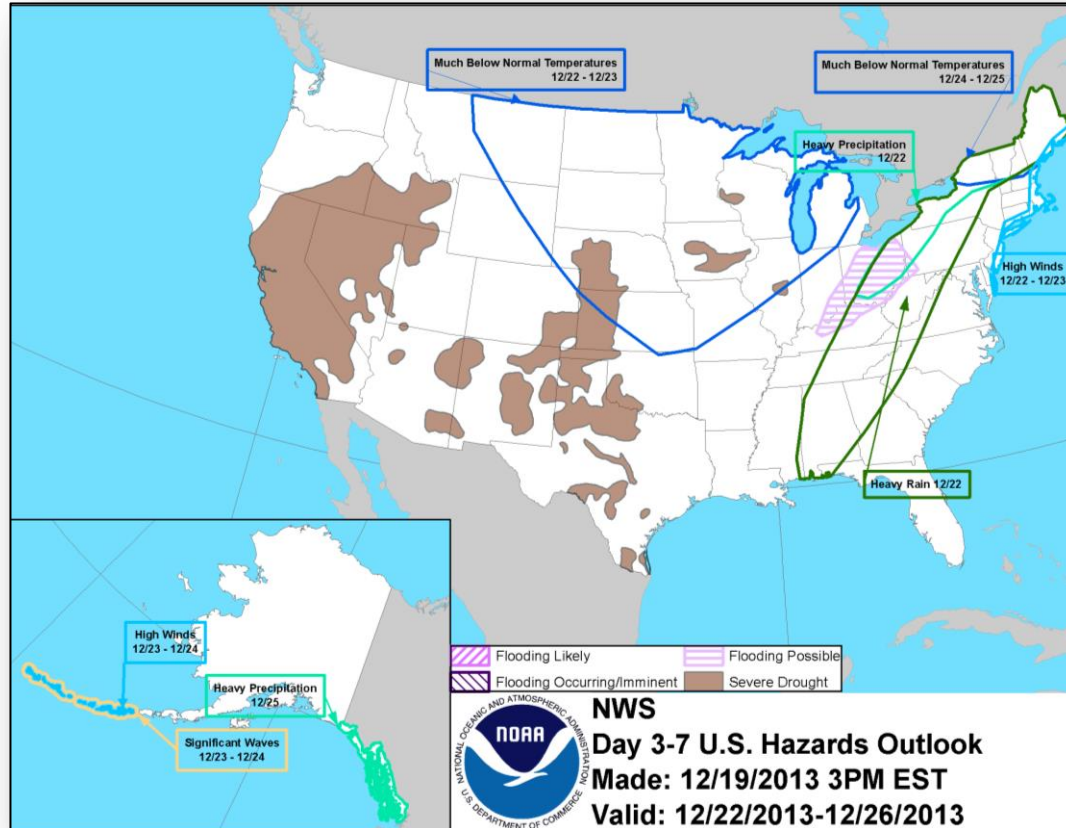 Much Below Normal Temperatures
12/22 - 12/23
Much Below Normal Temperatures
12/24 - 12/25
Heavy Precipitation
12/22
High Winds
12/22 - 12/23
Heavy Rain 12/22
High Winds
12/23 - 12/24
Heavy Precipitation
12/25
Significant Waves
12/23 - 12/24
Flooding Likely
Flooding Possible
Flooding Occurring/Imminent
Severe Drought
NATIONAL OCEANIC AND ATMOSPHERIC ADMINISTRATION
NOAA
U.S. DEPARTMENT OF COMMERCE
NWS
Day 3-7 U.S. Hazards Outlook
Made: 12/19/2013 3PM EST
Valid: 12/22/2013-12/26/2013